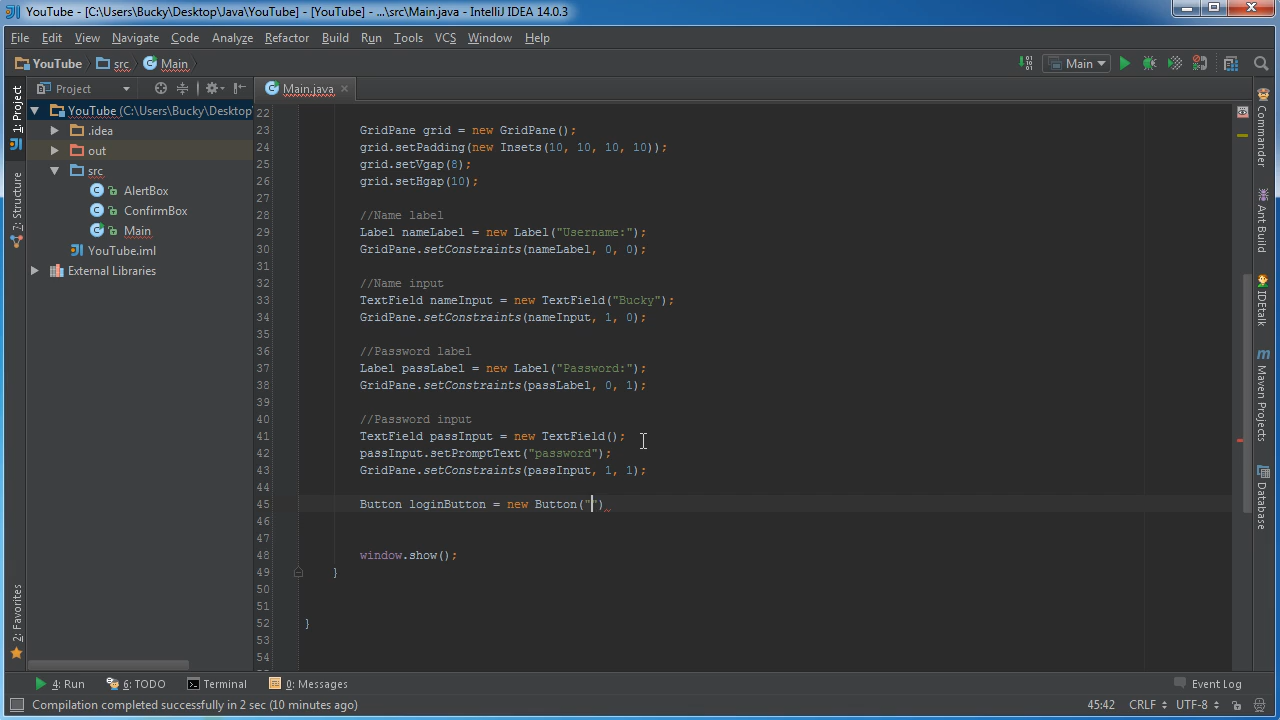 YouTube - [C:\Users\Bucky\Desktop\Java\YouTube] - [YouTube] - ...\src\Main.java - IntelliJ IDEA 14.0.3
File Edit View Navigate Code Analyze Refactor Build Run Tools VCS Window Help
YouTube src Main Main
Project Main.java
1: Project
7: Structure
2: Favorites
YouTube (C:\Users\Bucky\Desktop
.idea
out
src
AlertBox
ConfirmBox
Main
YouTube.iml
External Libraries
22
23 GridPane grid = new GridPane();
24 grid.setPadding(new Insets(10, 10, 10, 10));
25 grid.setVgap(8);
26 grid.setHgap(10);
27
28 //Name label
29 Label nameLabel = new Label("Username:");
30 GridPane.setConstraints(nameLabel, 0, 0);
31
32 //Name input
33 TextField nameInput = new TextField("Bucky");
34 GridPane.setConstraints(nameInput, 1, 0);
35
36 //Password label
37 Label passLabel = new Label("Password:");
38 GridPane.setConstraints(passLabel, 0, 1);
39
40 //Password input
41 TextField passInput = new TextField();
42 passInput.setPromptText("password");
43 GridPane.setConstraints(passInput, 1, 1);
44
45 Button loginButton = new Button("")
46
47
48 window.show();
49 }
50
51
52 }
53
54
Commander
Ant Build
IDEtalk
Maven Projects
Database
4: Run 6: TODO Terminal 0: Messages Event Log
Compilation completed successfully in 2 sec (10 minutes ago) 45:42 CRLF UTF-8